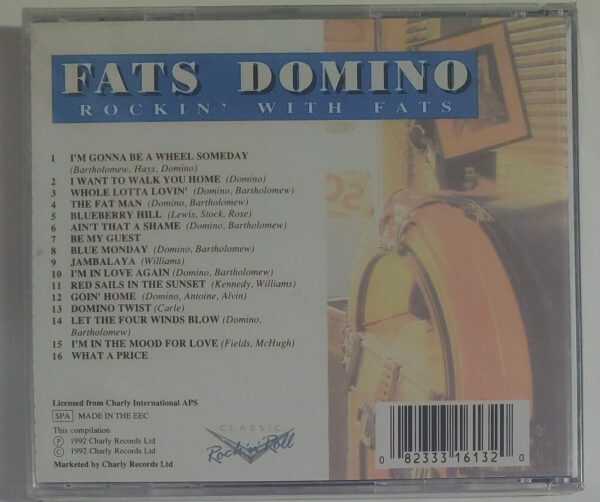 FATS DOMINO
ROCKIN' WITH FATS
1 I'M GONNA BE A WHEEL SOMEDAY
(Bartholomew, Hays, Domino)
2 I WANT TO WALK YOU HOME (Domino)
3 WHOLE LOTTA LOVIN' (Domino, Bartholomew)
4 THE FAT MAN (Domino, Bartholomew)
5 BLUEBERRY HILL (Lewis, Stock, Rose)
6 AIN'T THAT A SHAME (Domino, Bartholomew)
7 BE MY GUEST
8 BLUE MONDAY (Domino, Bartholomew)
9 JAMBALAYA (Williams)
10 I'M IN LOVE AGAIN (Domino, Bartholomew)
11 RED SAILS IN THE SUNSET (Kennedy, Williams)
12 GOIN' HOME (Domino, Antoine, Alvin)
13 DOMINO TWIST (Carle)
14 LET THE FOUR WINDS BLOW (Domino,
Bartholomew)
15 I'M IN THE MOOD FOR LOVE (Fields, McHugh)
16 WHAT A PRICE
Licensed from Charly International APS
SPA MADE IN THE EEC
This compilation
Ⓟ 1992 Charly Records Ltd
© 1992 Charly Records Ltd
Marketed by Charly Records Ltd
CLASSIC
Rock'n'Roll
0 82333 16132 0